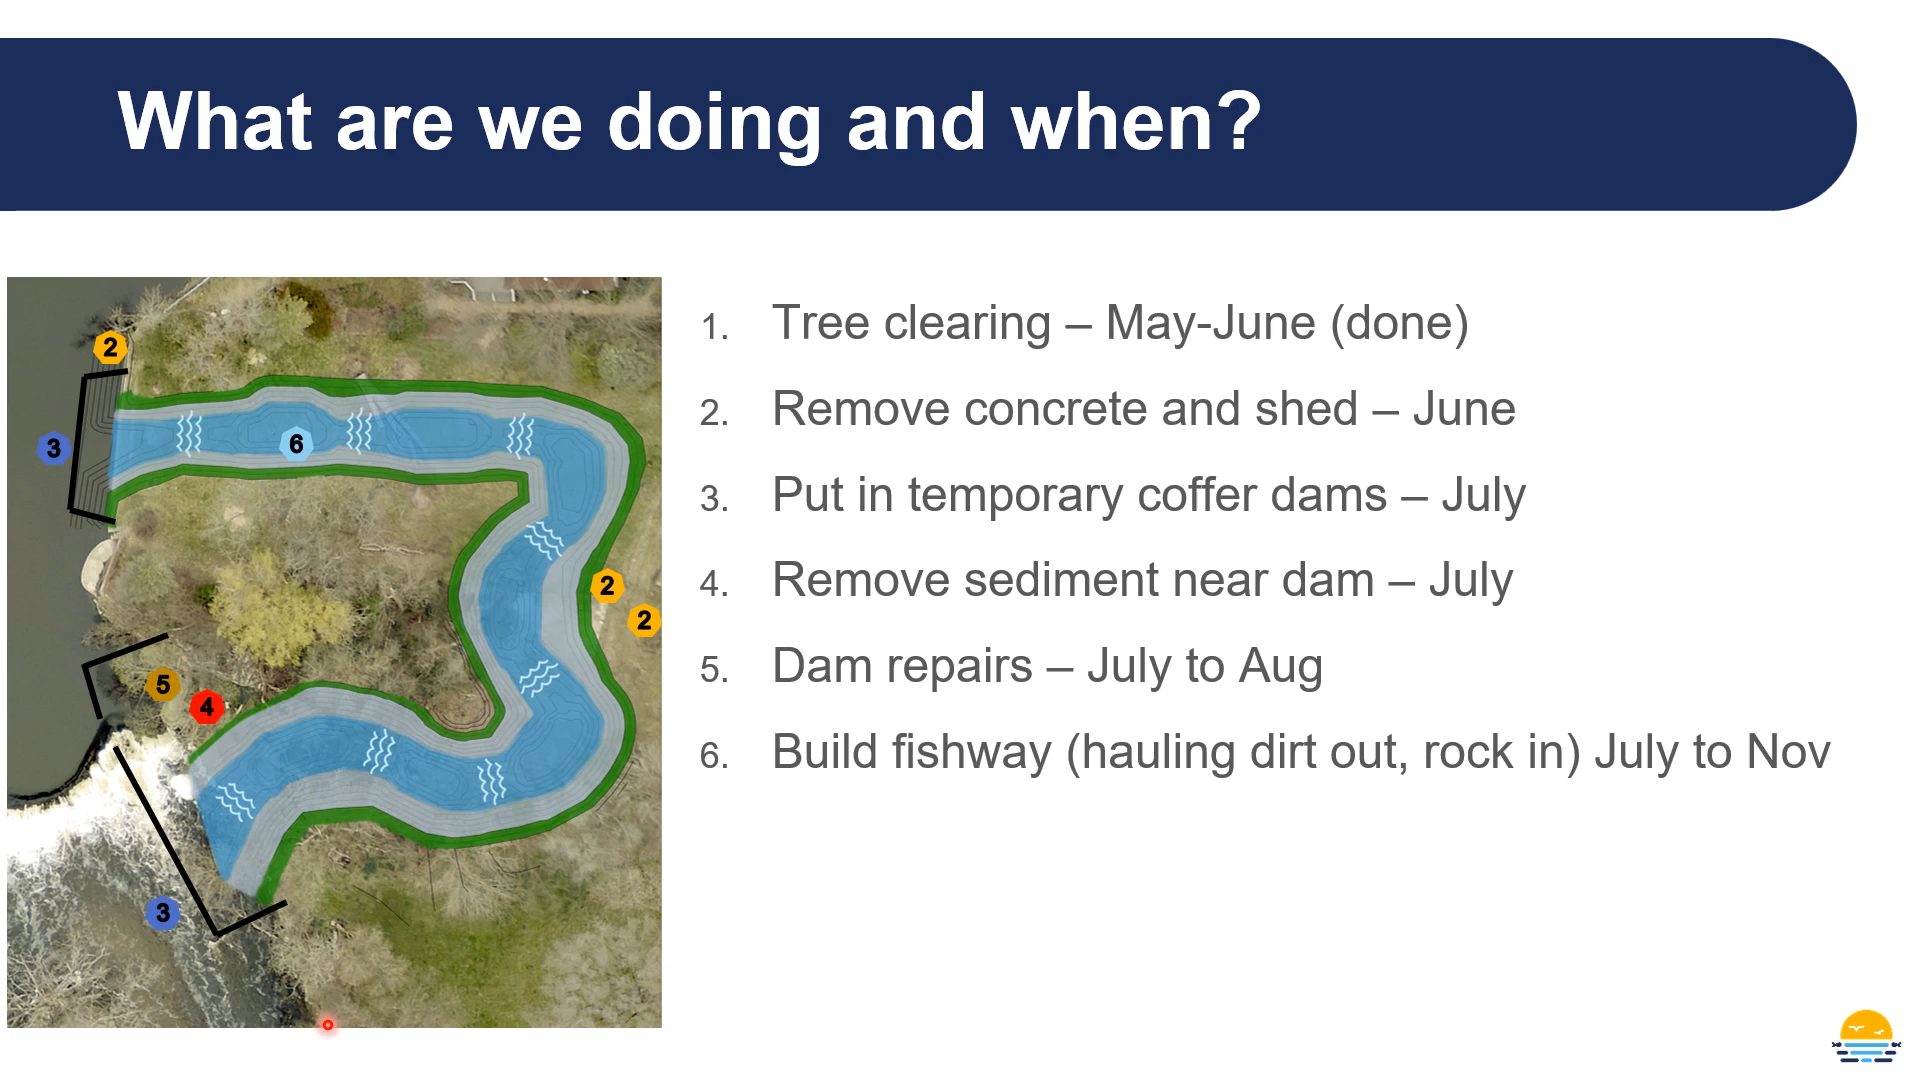 What are we doing and when?
2
3
6
2
2
5
4
3
1. Tree clearing – May-June (done)
2. Remove concrete and shed – June
3. Put in temporary coffer dams – July
4. Remove sediment near dam – July
5. Dam repairs – July to Aug
6. Build fishway (hauling dirt out, rock in) July to Nov